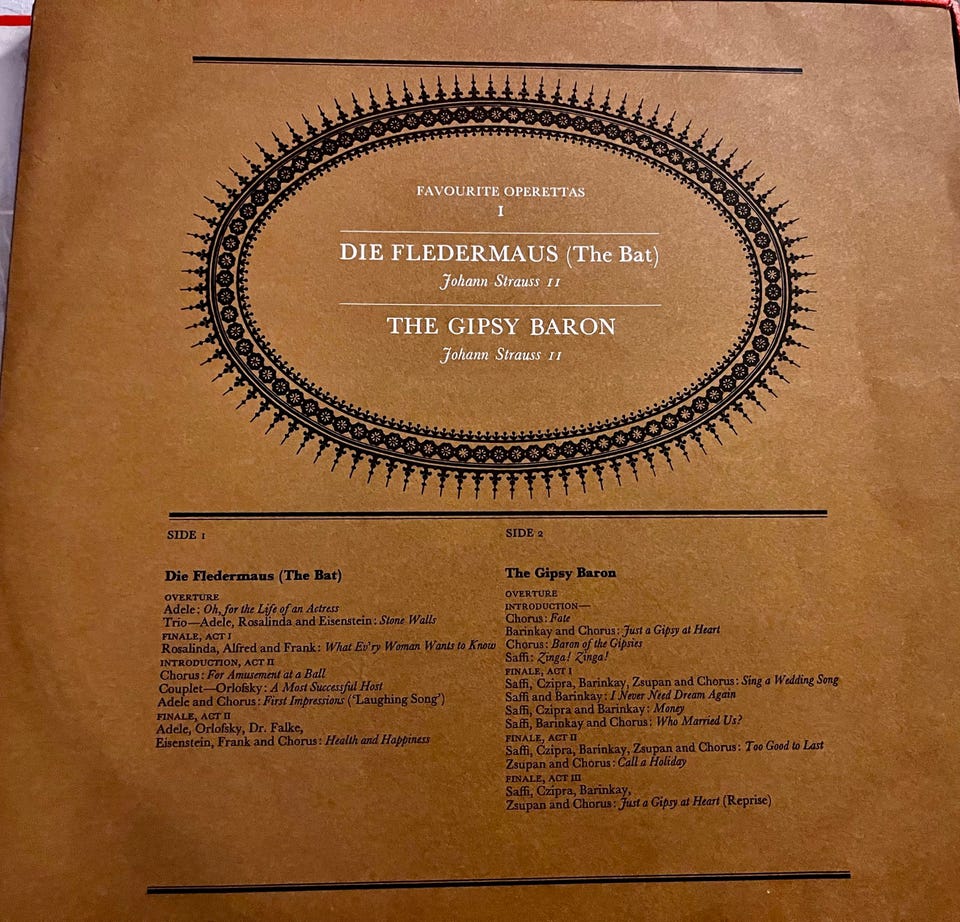 FAVOURITE OPERETTAS
I
DIE FLEDERMAUS (The Bat)
Johann Strauss II
THE GIPSY BARON
Johann Strauss II
SIDE 1
Die Fledermaus (The Bat)
OVERTURE
Adele: Oh, for the Life of an Actress
Trio—Adele, Rosalinda and Eisenstein: Stone Walls
FINALE, ACT I
Rosalinda, Alfred and Frank: What Ev'ry Woman Wants to Know
INTRODUCTION, ACT II
Chorus: For Amusement at a Ball
Couplet—Orlofsky: A Most Successful Host
Adele and Chorus: First Impressions ('Laughing Song')
FINALE, ACT II
Adele, Orlofsky, Dr. Falke,
Eisenstein, Frank and Chorus: Health and Happiness
SIDE 2
The Gipsy Baron
OVERTURE
INTRODUCTION—
Chorus: Fate
Barinkay and Chorus: Just a Gipsy at Heart
Chorus: Baron of the Gipsies
Saffi: Zinga! Zinga!
FINALE, ACT I
Saffi, Czipra, Barinkay, Zsupan and Chorus: Sing a Wedding Song
Saffi and Barinkay: I Never Need Dream Again
Saffi, Czipra and Barinkay: Money
Saffi, Barinkay and Chorus: Who Married Us?
FINALE, ACT II
Saffi, Czipra, Barinkay, Zsupan and Chorus: Too Good to Last
Zsupan and Chorus: Call a Holiday
FINALE, ACT III
Saffi, Czipra, Barinkay,
Zsupan and Chorus: Just a Gipsy at Heart (Reprise)